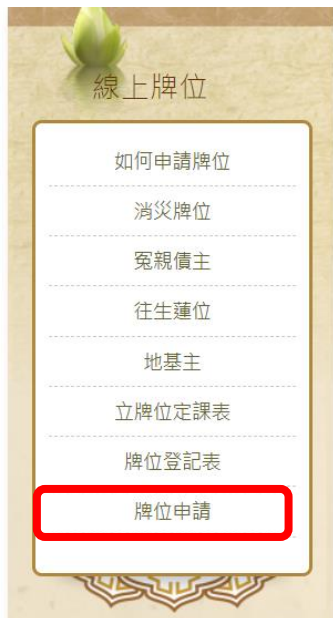 線上牌位
如何申請牌位
消災牌位
冤親債主
往生蓮位
地基主
立牌位定課表
牌位登記表
牌位申請